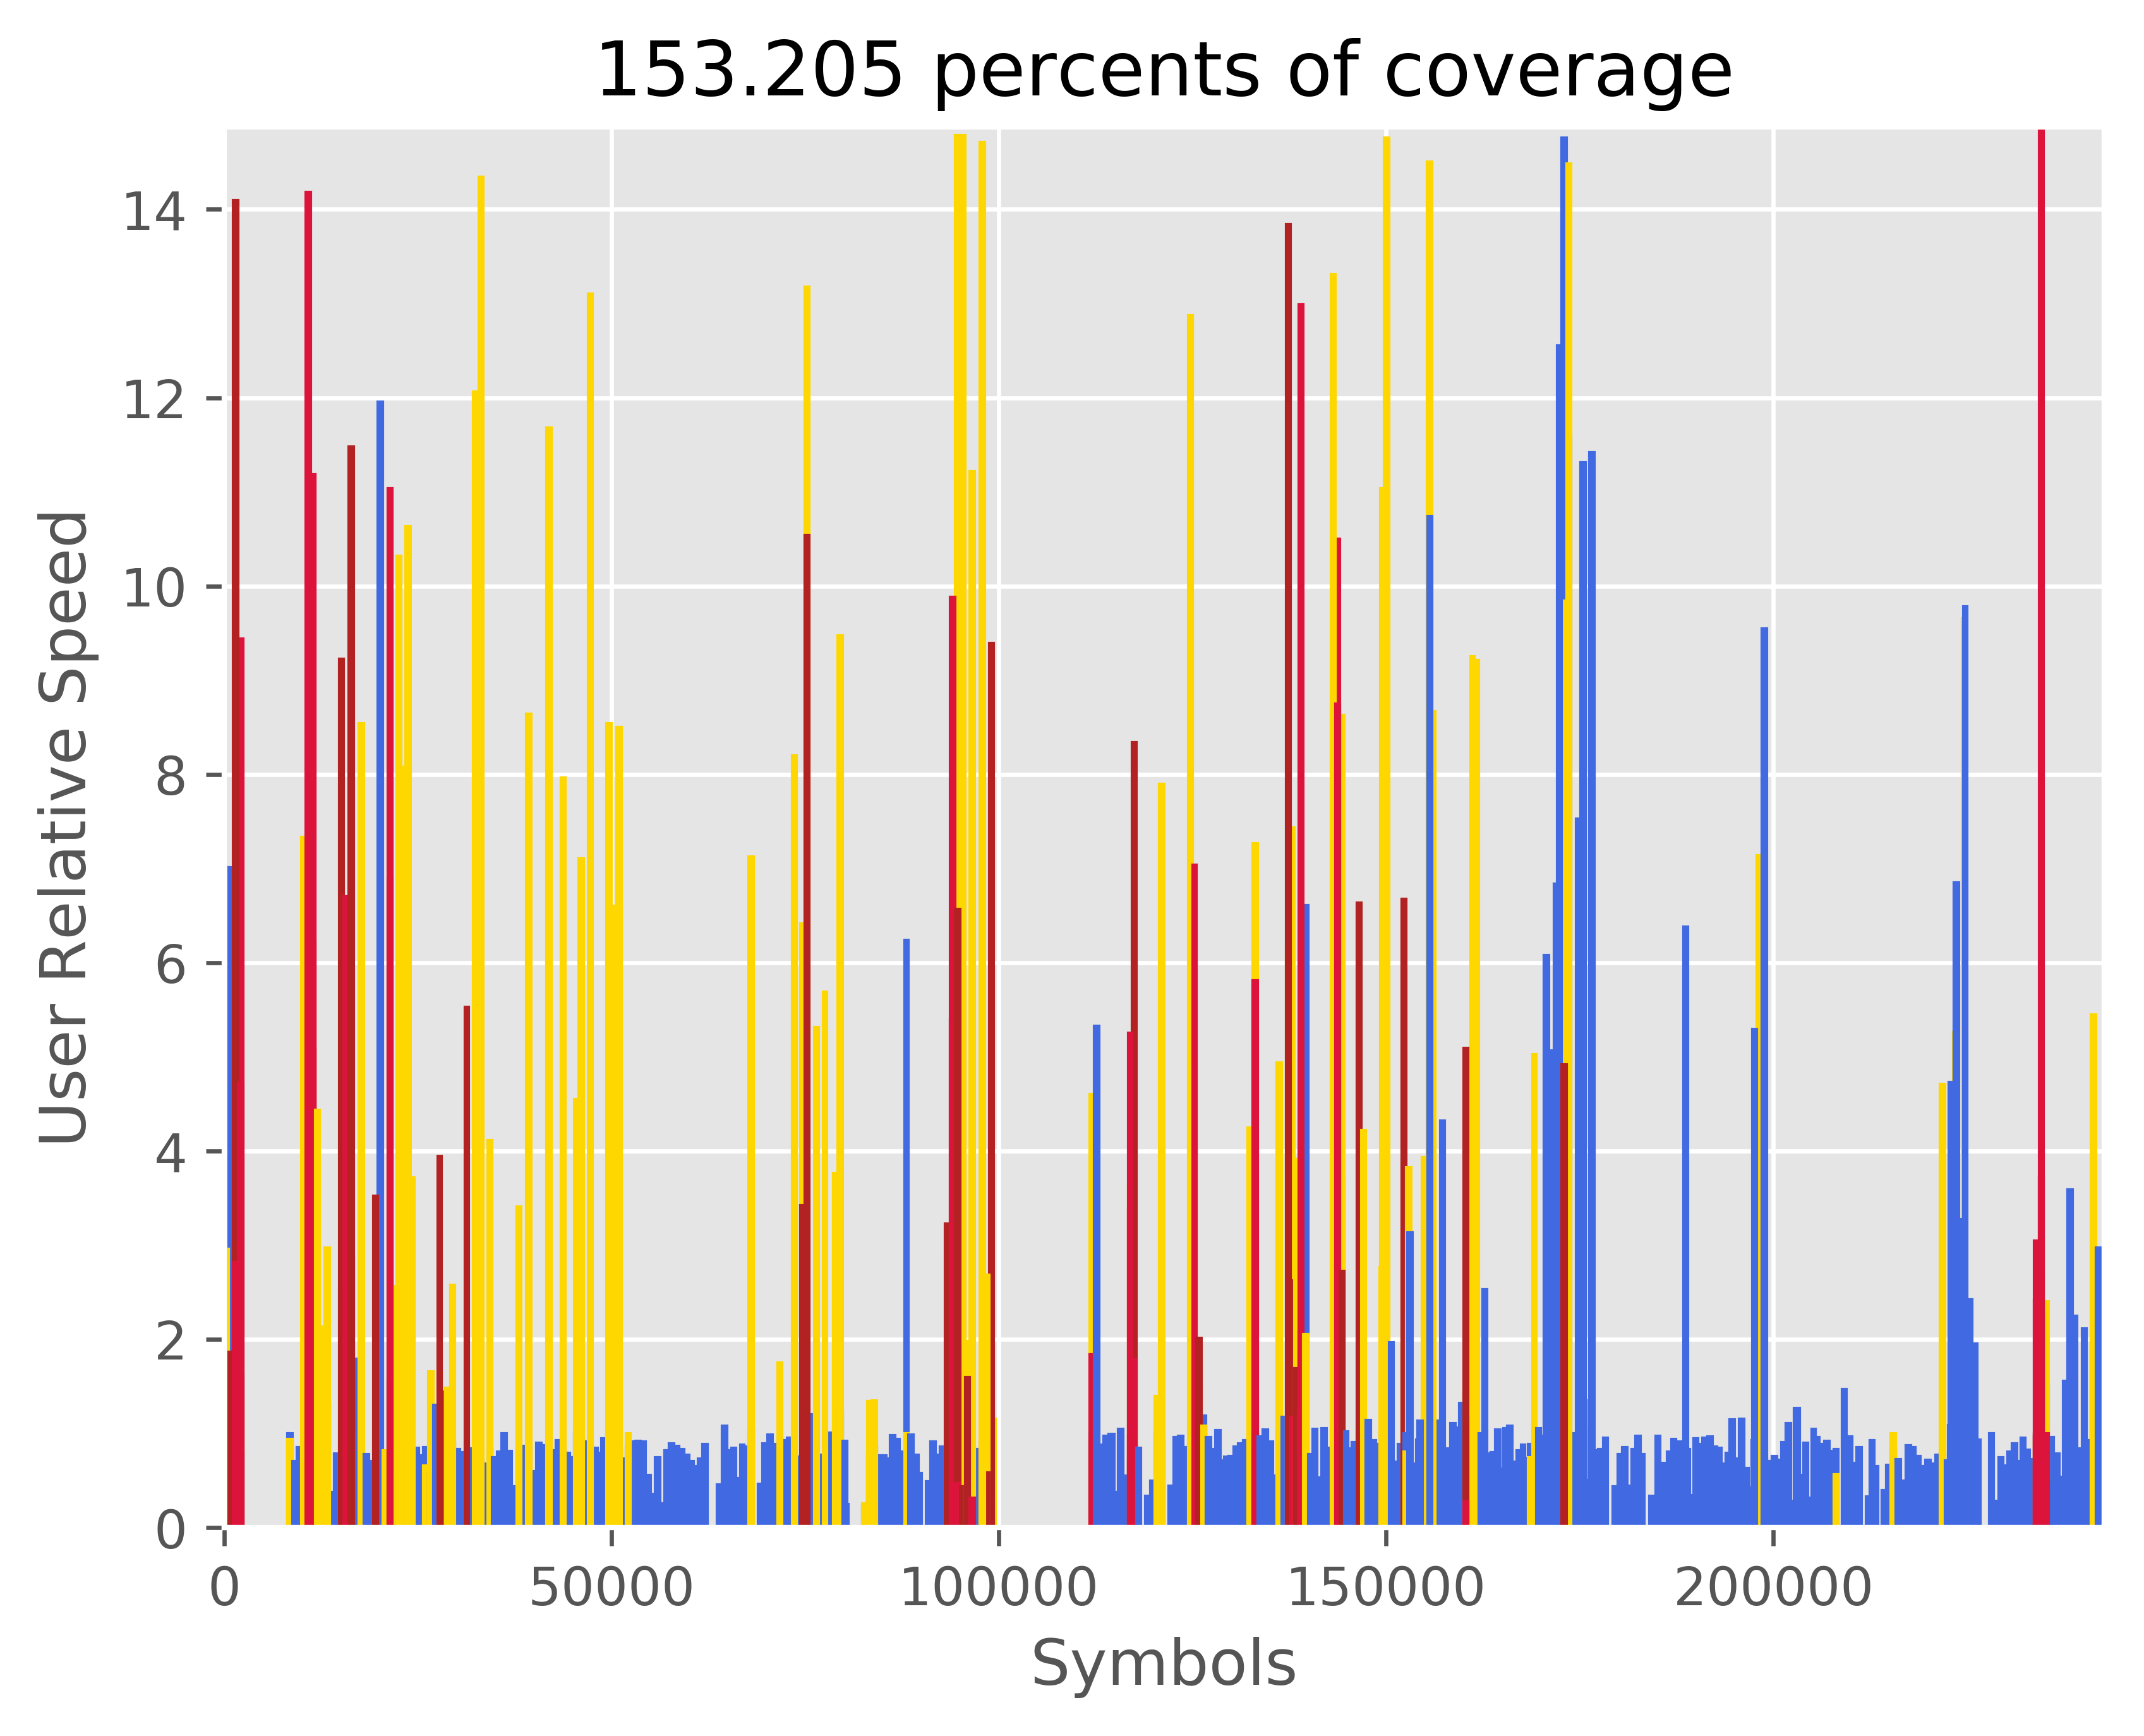 153.205 percents of coverage
User Relative Speed
14
12
10
8
6
4
2
0
0 50000 100000 150000 200000
Symbols